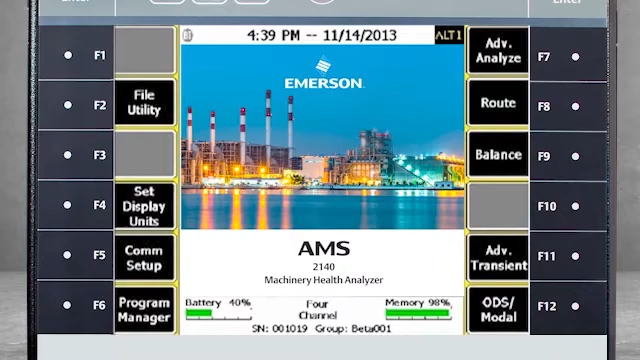 Enter
Enter
4:39 PM -- 11/14/2013
ALT1
F1
F2
F3
F4
F5
F6
File
Utility
Set
Display
Units
Comm
Setup
Program
Manager
EMERSON
AMS
2140
Machinery Health Analyzer
Battery 40%
Four
Channel
Memory 98%
SN: 001019 Group: Beta001
Adv.
Analyze
Route
Balance
Adv.
Transient
ODS/
Modal
F7
F8
F9
F10
F11
F12